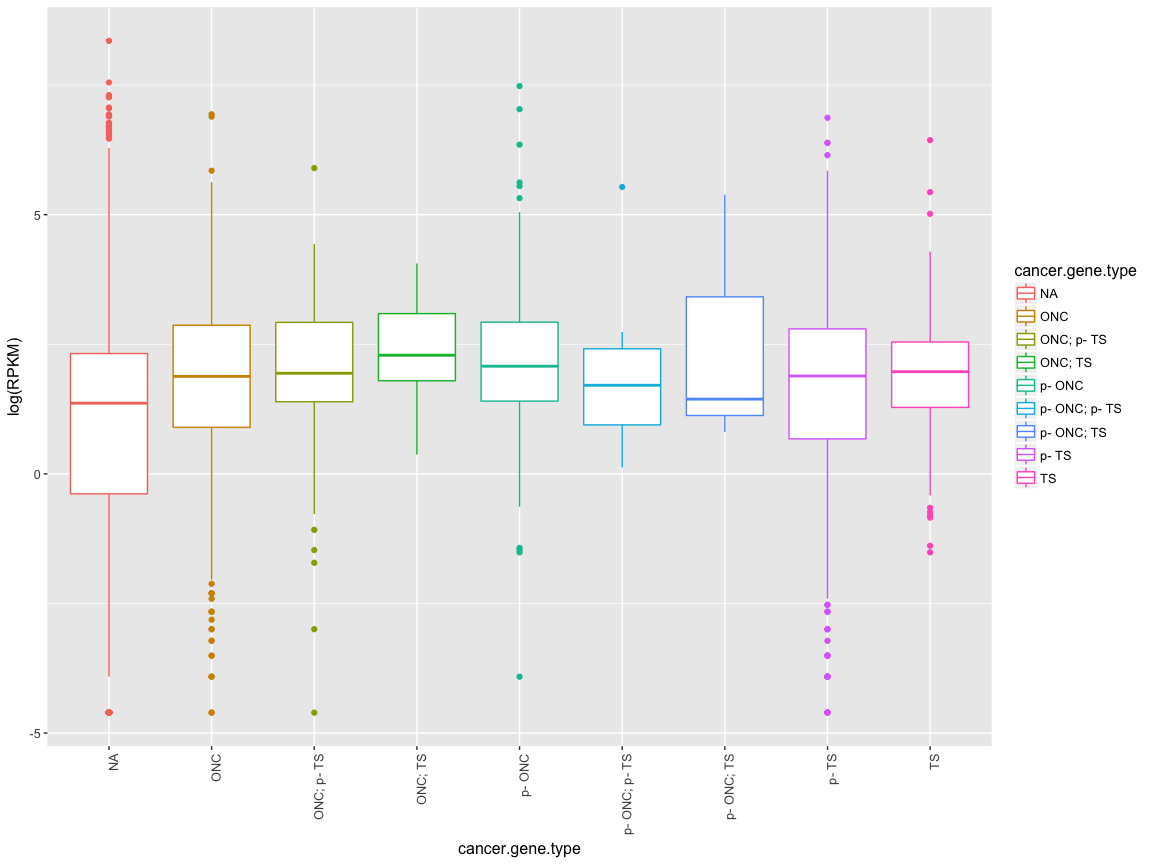 log(RPKM)
5
0
-5
NA
ONC
ONC; p- TS
ONC; TS
p- ONC
p- ONC; p- TS
p- ONC; TS
p- TS
TS
cancer.gene.type
cancer.gene.type
NA
ONC
ONC; p- TS
ONC; TS
p- ONC
p- ONC; p- TS
p- ONC; TS
p- TS
TS